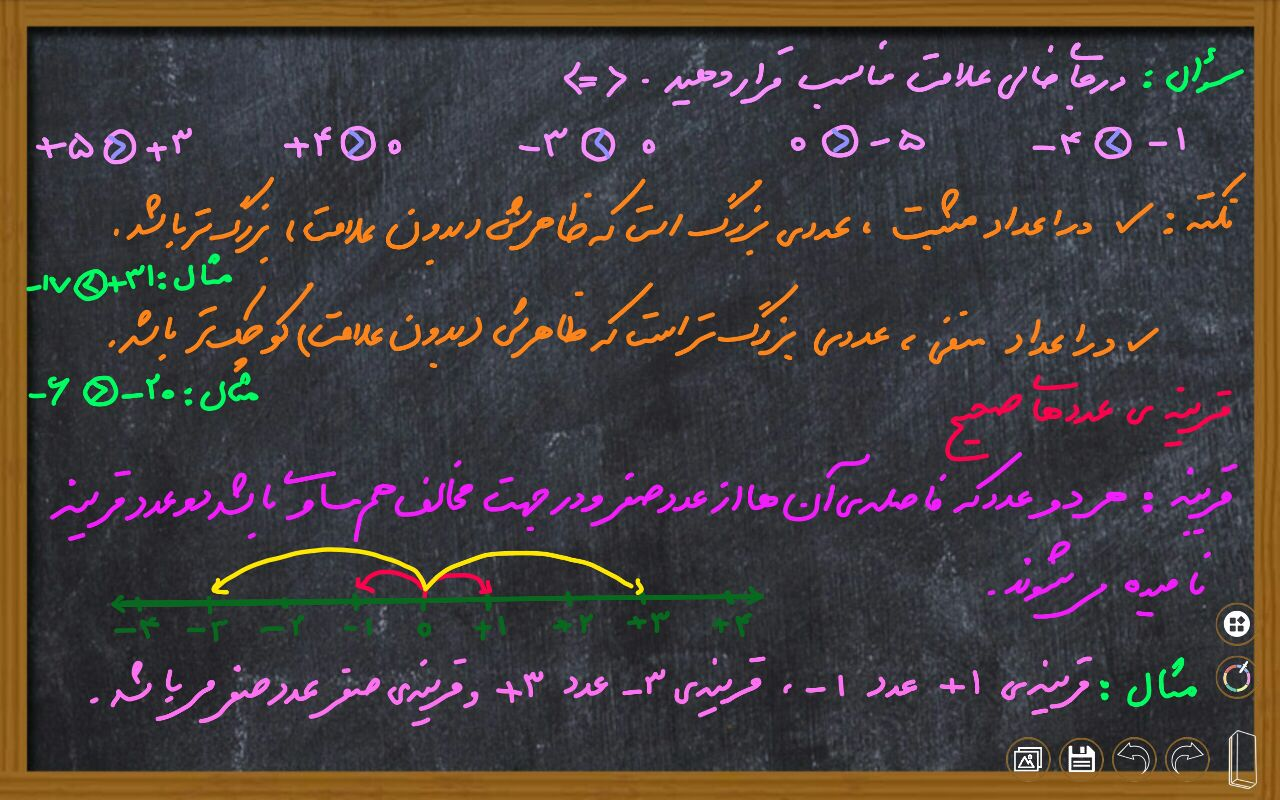 سؤال : در جای خالی علامت مناسب قرار دهید . < = >
+۵ > +۳   +۴ > ۰   -۳ < ۰   ۰ > -۵   -۴ < -۱
نکته : ✓ در اعداد مثبت ، عددی بزرگ است که ظاهرش (بدون علامت) بزرگ تر باشد.
مثال : -۱۷ < +۳۱
✓ در اعداد منفی ، عددی بزرگ تر است که ظاهرش (بدون علامت) کوچک تر باشد.
مثال : -۶ > -۲۰
قرینه ی عددهای صحیح
قرینه : هر دو عدد که فاصله ی آن ها از عدد صفر و در جهت مخالف هم مساوی باشد دو عدد قرینه
نامیده می شوند.
-۴ -۳ -۲ -۱ ۰ +۱ +۲ +۳ +۴
مثال : قرینه ی +۱ عدد -۱ ، قرینه ی -۳ عدد +۳ و قرینه ی صفر عدد صفر می باشد .